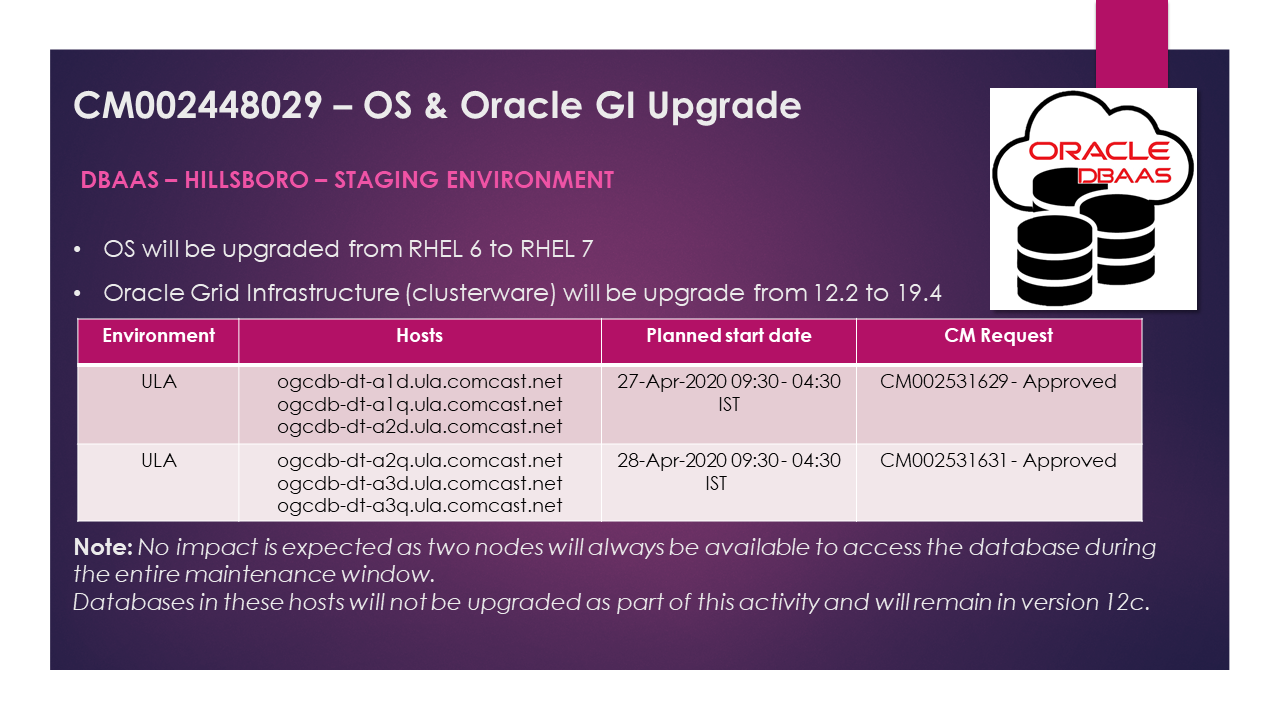 CM002448029 – OS & Oracle GI Upgrade
ORACLE
DBAAS
DBAAS – HILLSBORO – STAGING ENVIRONMENT
• OS will be upgraded from RHEL 6 to RHEL 7
• Oracle Grid Infrastructure (clusterware) will be upgrade from 12.2 to 19.4
Environment Hosts Planned start date CM Request
ULA ogcdb-dt-a1d.ula.comcast.net 27-Apr-2020 09:30 - 04:30 CM002531629 - Approved
ogcdb-dt-a1q.ula.comcast.net IST
ogcdb-dt-a2d.ula.comcast.net
ULA ogcdb-dt-a2q.ula.comcast.net 28-Apr-2020 09:30 - 04:30 CM002531631 - Approved
ogcdb-dt-a3d.ula.comcast.net IST
ogcdb-dt-a3q.ula.comcast.net
Note: No impact is expected as two nodes will always be available to access the database during
the entire maintenance window.
Databases in these hosts will not be upgraded as part of this activity and will remain in version 12c.